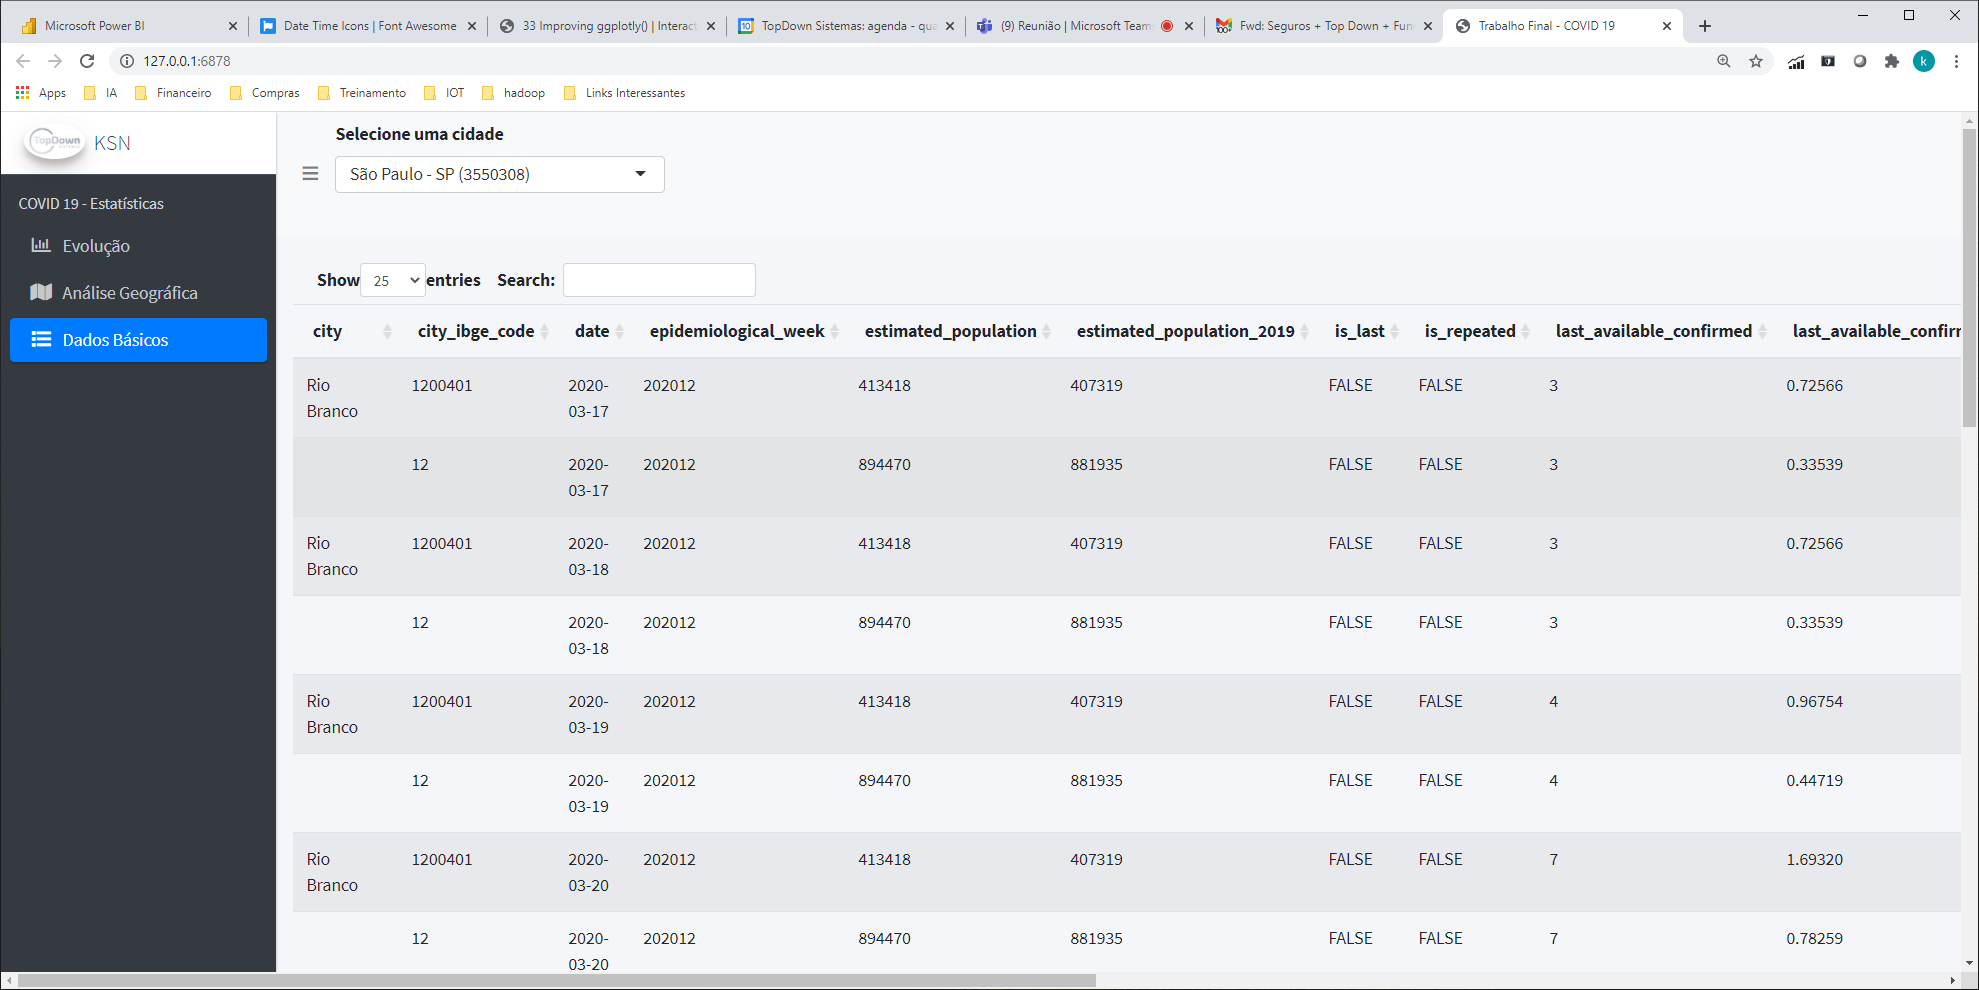 Microsoft Power BI
Date Time Icons | Font Awesome
33 Improving ggplotly() | Interact
TopDown Sistemas: agenda - qua
(9) Reunião | Microsoft Team
Fwd: Seguros + Top Down + Fun
Trabalho Final - COVID 19
127.0.0.1:6878
k
Apps IA Financeiro Compras Treinamento IOT hadoop Links Interessantes
TopDown KSN
COVID 19 - Estatísticas
Evolução
Análise Geográfica
Dados Básicos
Selecione uma cidade
São Paulo - SP (3550308)
Show 25 entries Search:
city city_ibge_code date epidemiological_week estimated_population estimated_population_2019 is_last is_repeated last_available_confirmed last_available_confirm
Rio 1200401 2020- 202012 413418 407319 FALSE FALSE 3 0.72566
Branco 03-17
12 2020- 202012 894470 881935 FALSE FALSE 3 0.33539
03-17
Rio 1200401 2020- 202012 413418 407319 FALSE FALSE 3 0.72566
Branco 03-18
12 2020- 202012 894470 881935 FALSE FALSE 3 0.33539
03-18
Rio 1200401 2020- 202012 413418 407319 FALSE FALSE 4 0.96754
Branco 03-19
12 2020- 202012 894470 881935 FALSE FALSE 4 0.44719
03-19
Rio 1200401 2020- 202012 413418 407319 FALSE FALSE 7 1.69320
Branco 03-20
12 2020- 202012 894470 881935 FALSE FALSE 7 0.78259
03-20